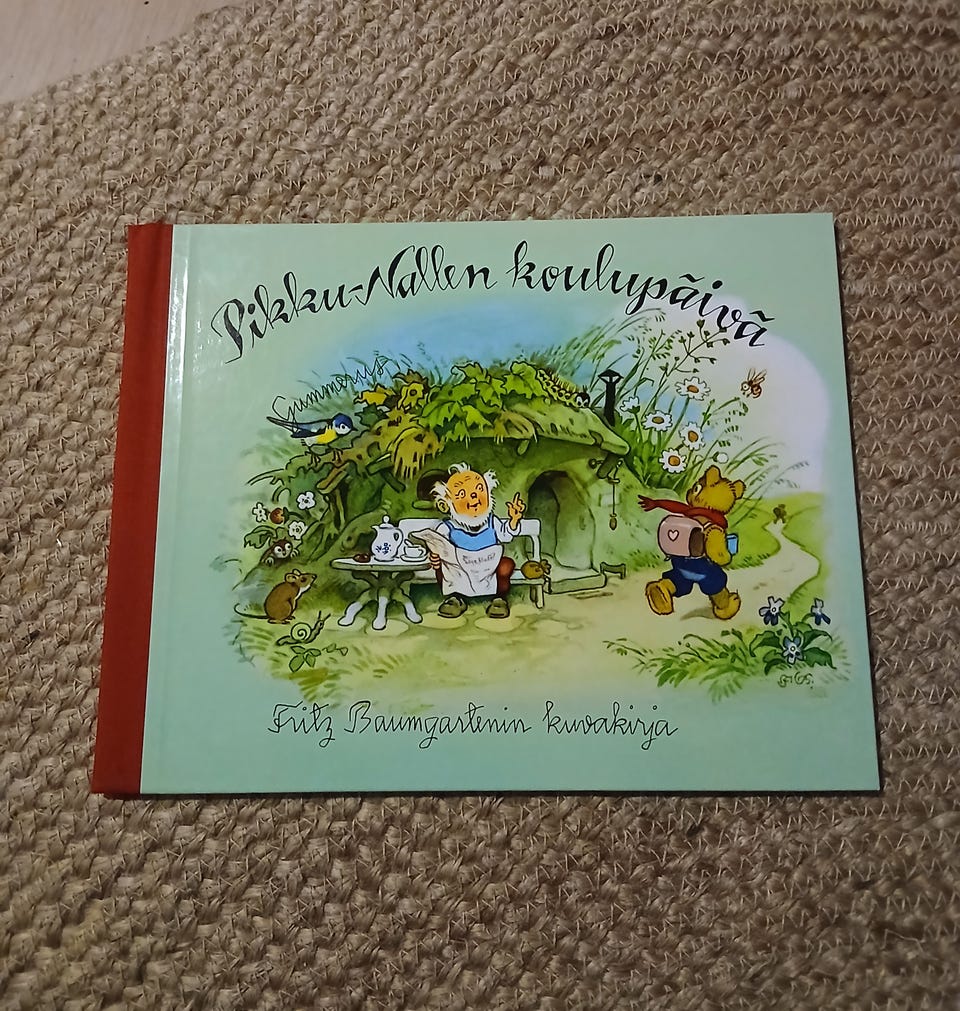 Pikku-Nallen koulupäivä
Gummerus
Fritz Baumgartenin kuvakirja